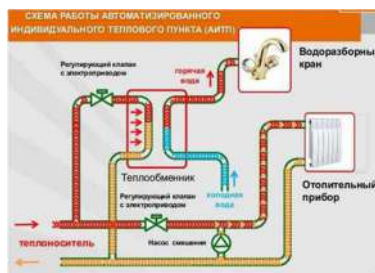 СХЕМА РАБОТЫ АВТОМАТИЗИРОВАННОГО
ИНДИВИДУАЛЬНОГО ТЕПЛОВОГО ПУНКТА (АИТП)
Водоразборны
кран
Регулирующий клапан
с электроприводом
горячая
вода
Теплообменник
Регулирующий клапан
с электроприводом
холодная
вода
Отопительный
прибор
теплоноситель
Насос смешения